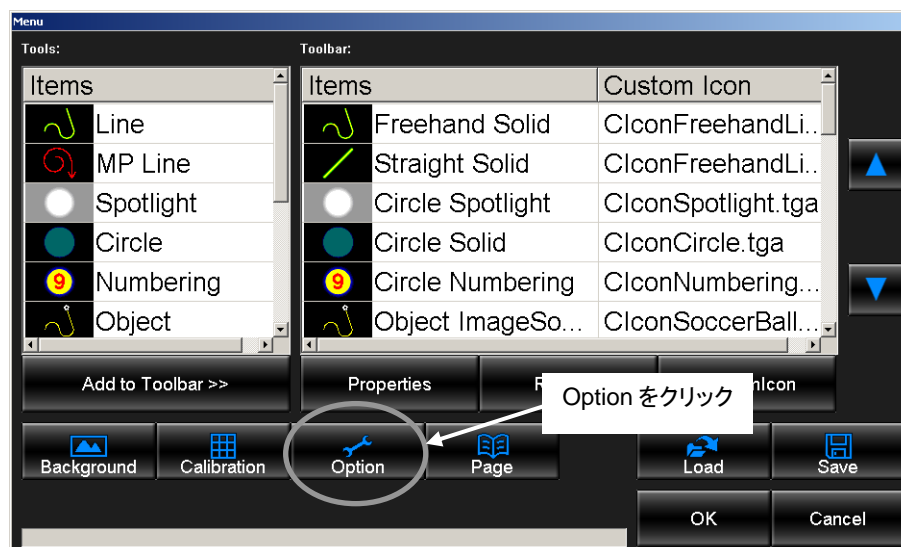 Menu
Tools:
Toolbar:
Items
Items
Custom Icon
Line
Freehand Solid
CIconFreehandLi..
MP Line
Straight Solid
CIconFreehandLi..
Spotlight
Circle Spotlight
CIconSpotlight.tga
Circle
Circle Solid
CIconCircle.tga
9
Numbering
9
Circle Numbering
CIconNumbering...
Object
Object ImageSo...
CIconSoccerBall...
Add to Toolbar >>
Properties
Option をクリック
Background
Calibration
Option
Page
Load
Save
OK
Cancel